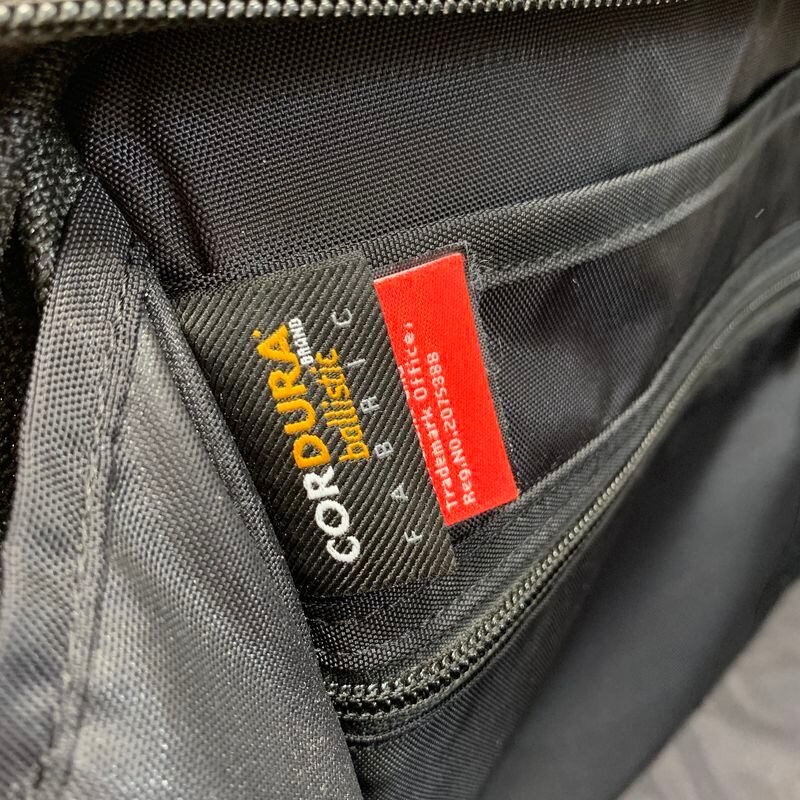 CORDURA
BRAND
ballistic
FABRIC
Trademark Office:
Reg.NO.2075388